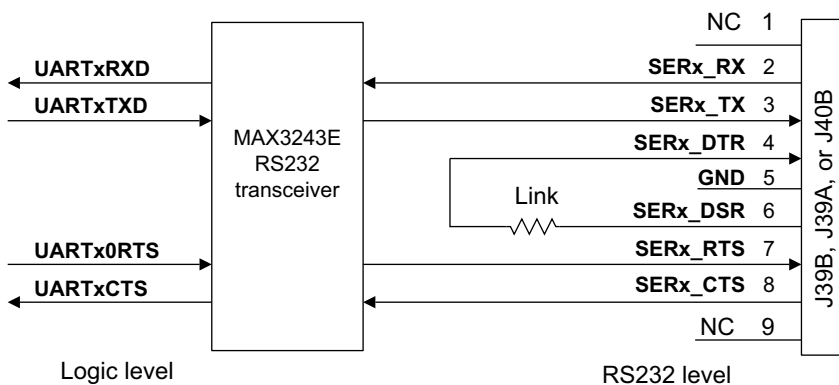 NC 1
UARTxRXD
SERx_RX 2
UARTxTXD
SERx_TX 3
MAX3243E
RS232
transceiver
SERx_DTR 4
GND 5
Link
SERx_DSR 6
UARTx0RTS
SERx_RTS 7
UARTxCTS
SERx_CTS 8
NC 9
J39B, J39A, or J40B
Logic level
RS232 level